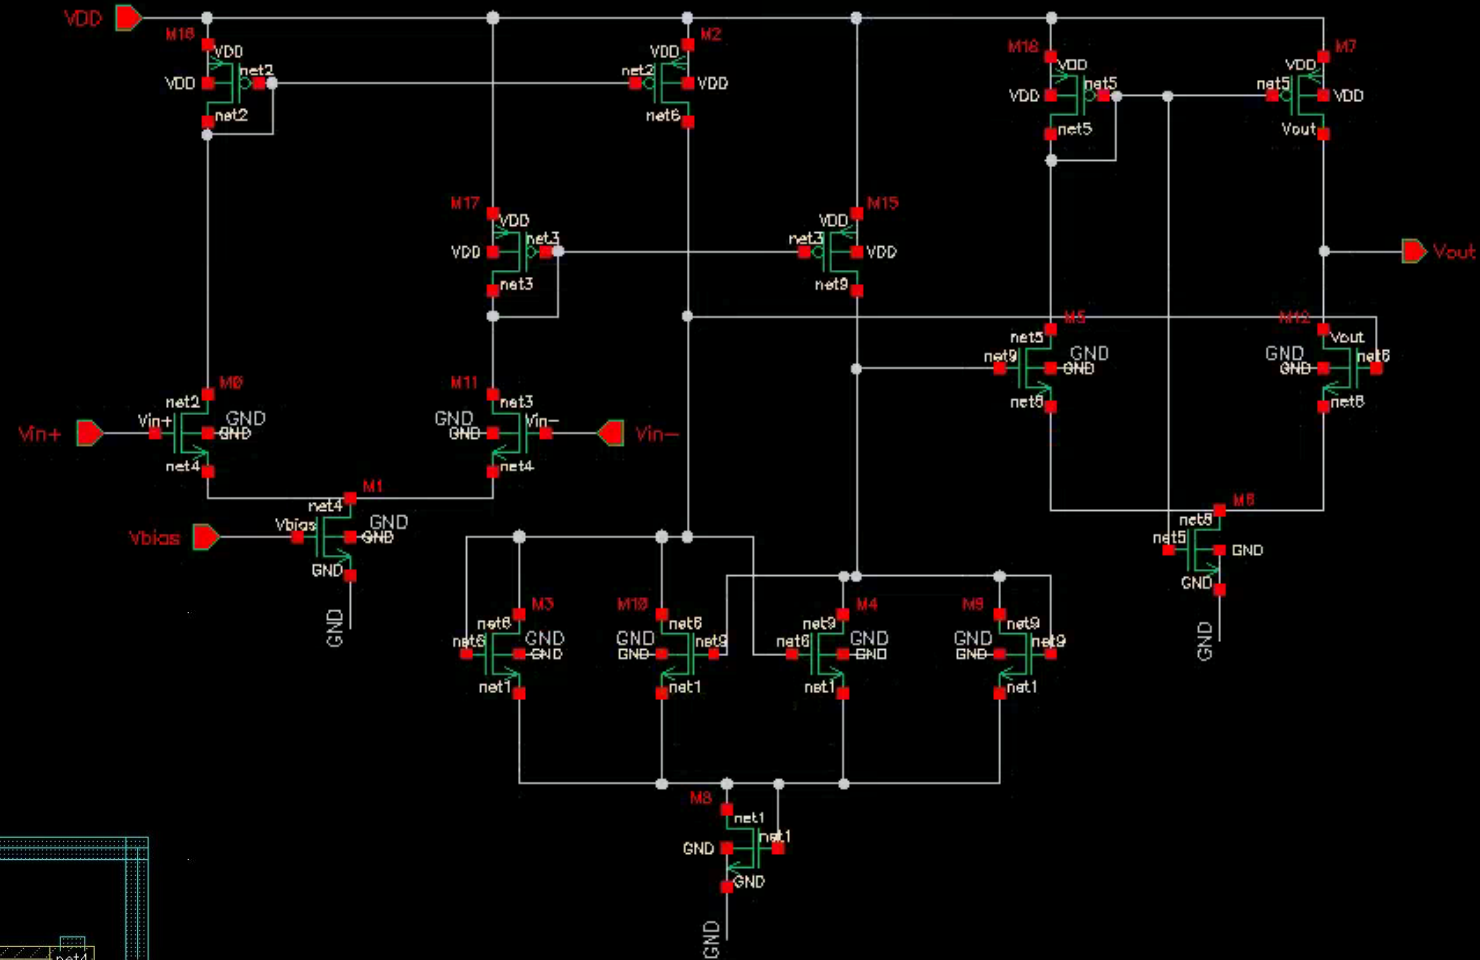 VDD
M18
VDD
VDD
net2
net2
M2
VDD
net2
VDD
net6
M16
VDD
VDD
net5
net5
M7
VDD
net5
VDD
Vout
M17
VDD
VDD
net3
net3
M15
VDD
net3
VDD
net9
Vout
M5
net5
net9
GND
GND
net8
M12
Vout
GND
GND
net6
net8
M0
net2
Vin+
Vin+
GND
GND
net4
M11
net3
GND
GND
Vin-
Vin-
net4
M1
net4
Vbias
Vbias
GND
GND
GND
GND
M6
net8
net5
GND
GND
GND
M3
net6
net6
GND
GND
net1
M10
net6
GND
GND
net9
net1
M4
net9
net6
GND
GND
net1
M9
net9
GND
GND
net9
net1
M8
net1
net1
GND
GND
GND
net4